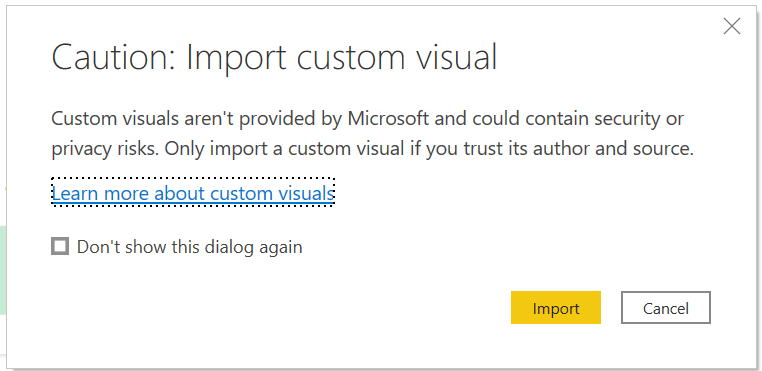 Caution: Import custom visual
Custom visuals aren't provided by Microsoft and could contain security or
privacy risks. Only import a custom visual if you trust its author and source.
Learn more about custom visuals
Don't show this dialog again
Import
Cancel